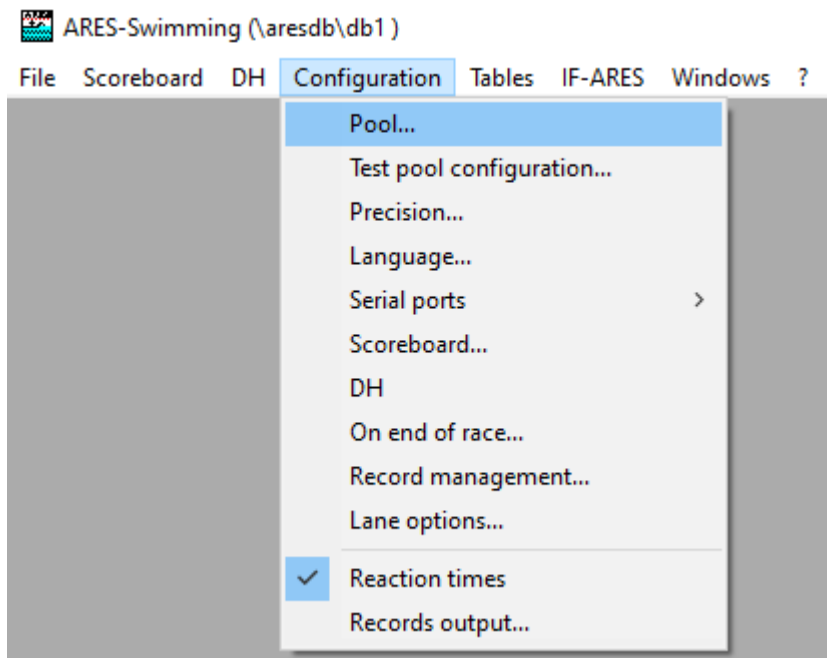 ARES-Swimming (\aresdb\db1 )
File Scoreboard DH Configuration Tables IF-ARES Windows ?
Pool...
Test pool configuration...
Precision...
Language...
Serial ports
Scoreboard...
DH
On end of race...
Record management...
Lane options...
Reaction times
Records output...